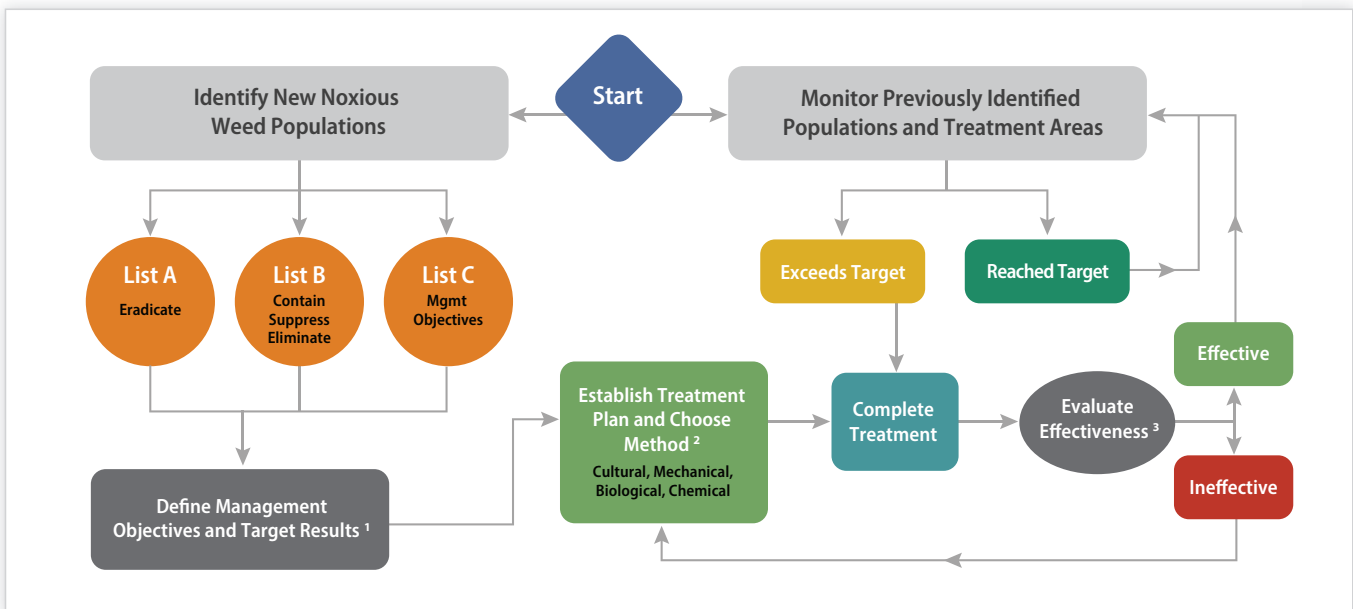 Start
Identify New Noxious
Weed Populations
Monitor Previously Identified
Populations and Treatment Areas
List A
Eradicate
List B
Contain
Suppress
Eliminate
List C
Mgmt
Objectives
Exceeds Target
Reached Target
Effective
Establish Treatment
Plan and Choose
Method ²
Cultural, Mechanical,
Biological, Chemical
Complete
Treatment
Evaluate
Effectiveness ³
Ineffective
Define Management
Objectives and Target Results ¹